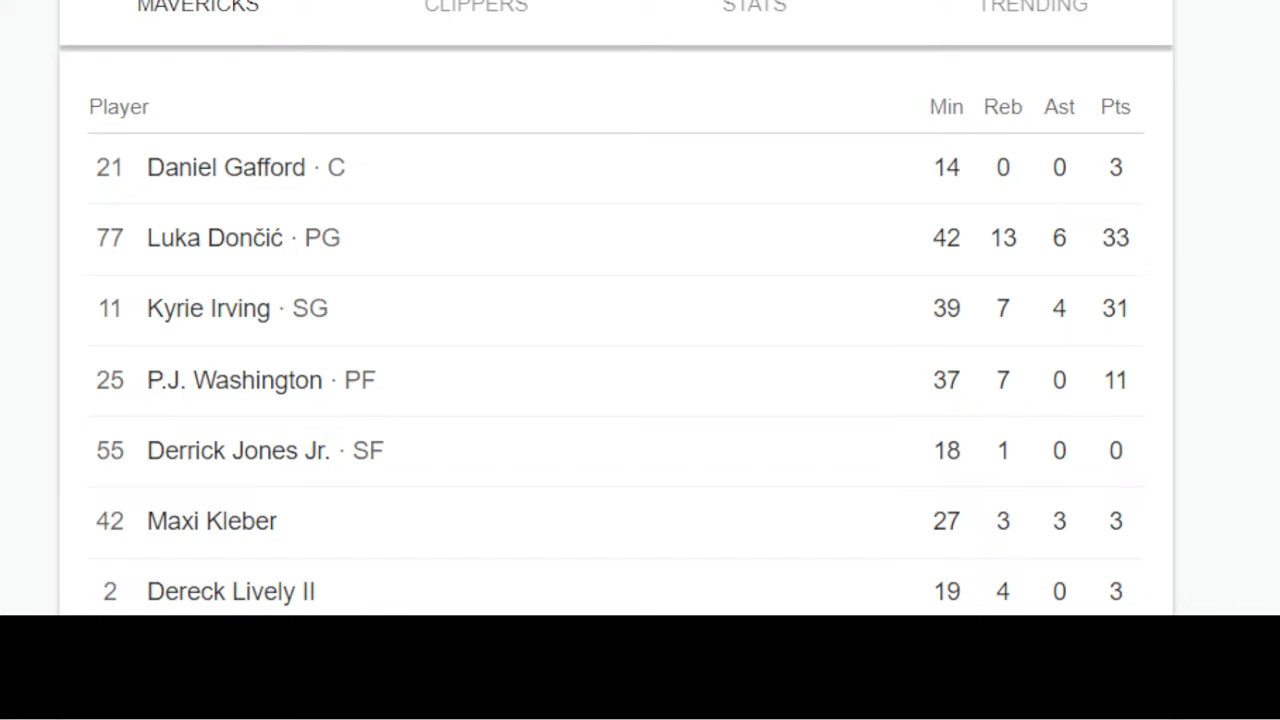 MAVERICKS CLIPPERS STATS TRENDING
Player Min Reb Ast Pts
21 Daniel Gafford · C 14 0 0 3
77 Luka Dončić · PG 42 13 6 33
11 Kyrie Irving · SG 39 7 4 31
25 P.J. Washington · PF 37 7 0 11
55 Derrick Jones Jr. · SF 18 1 0 0
42 Maxi Kleber 27 3 3 3
2 Dereck Lively II 19 4 0 3